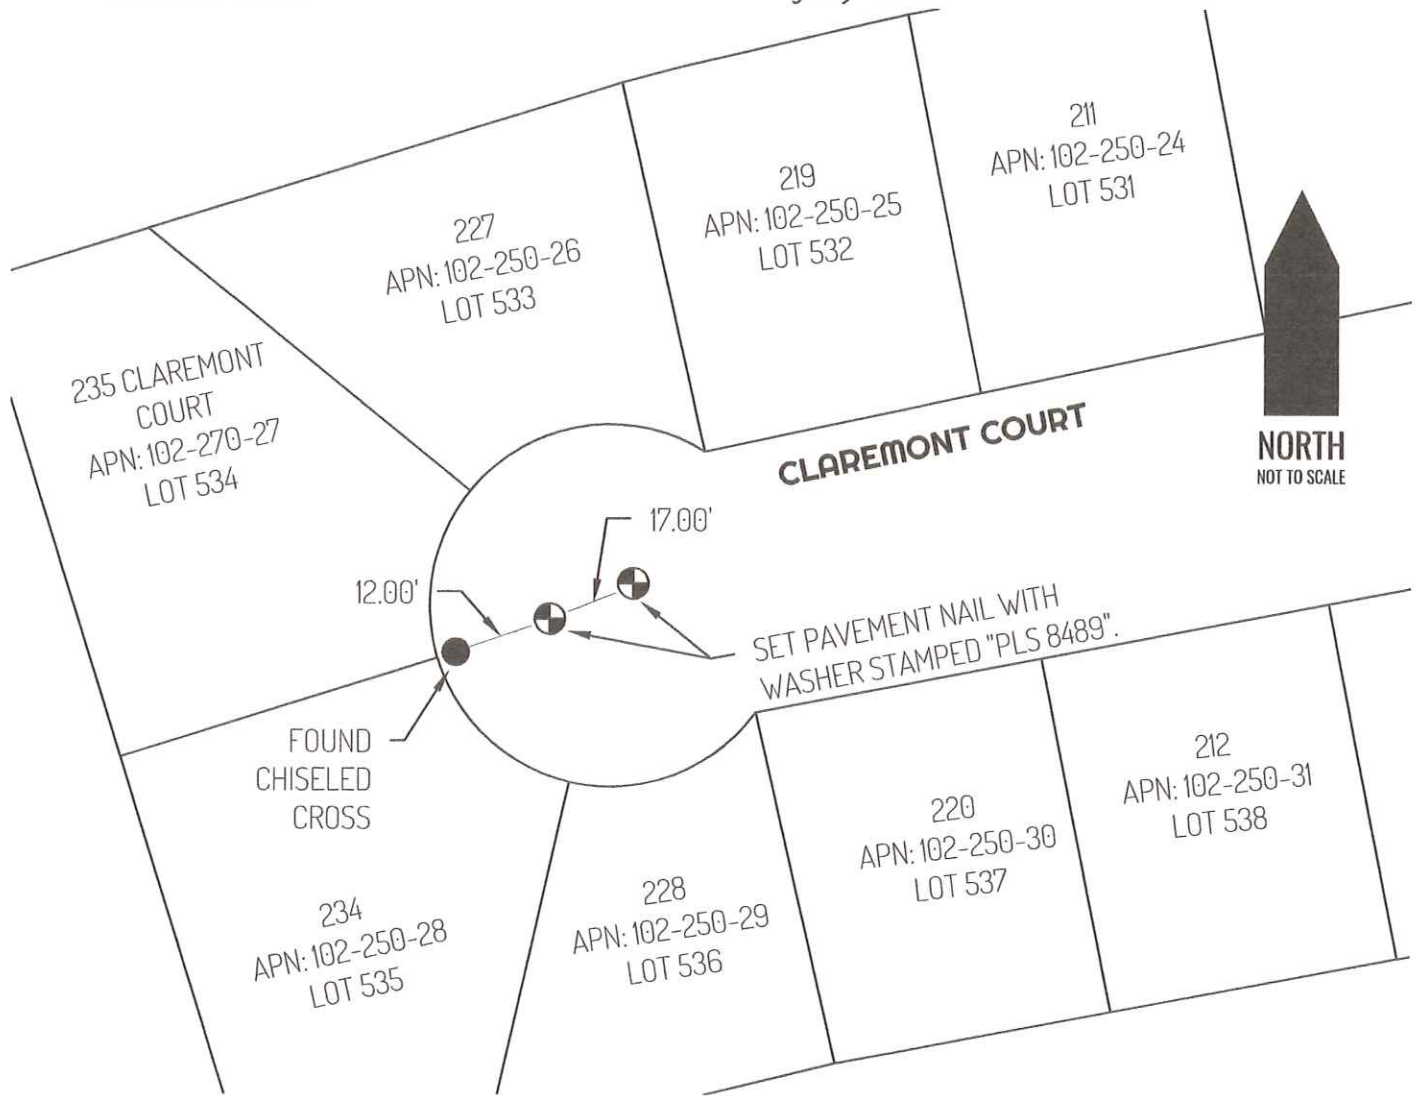 211
APN: 102-250-24
LOT 531
219
APN: 102-250-25
LOT 532
227
APN: 102-250-26
LOT 533
235 CLAREMONT
COURT
APN: 102-270-27
LOT 534
CLAREMONT COURT
NORTH
NOT TO SCALE
17.00'
12.00'
SET PAVEMENT NAIL WITH
WASHER STAMPED "PLS 8489".
FOUND
CHISELED
CROSS
212
APN: 102-250-31
LOT 538
220
APN: 102-250-30
LOT 537
228
APN: 102-250-29
LOT 536
234
APN: 102-250-28
LOT 535